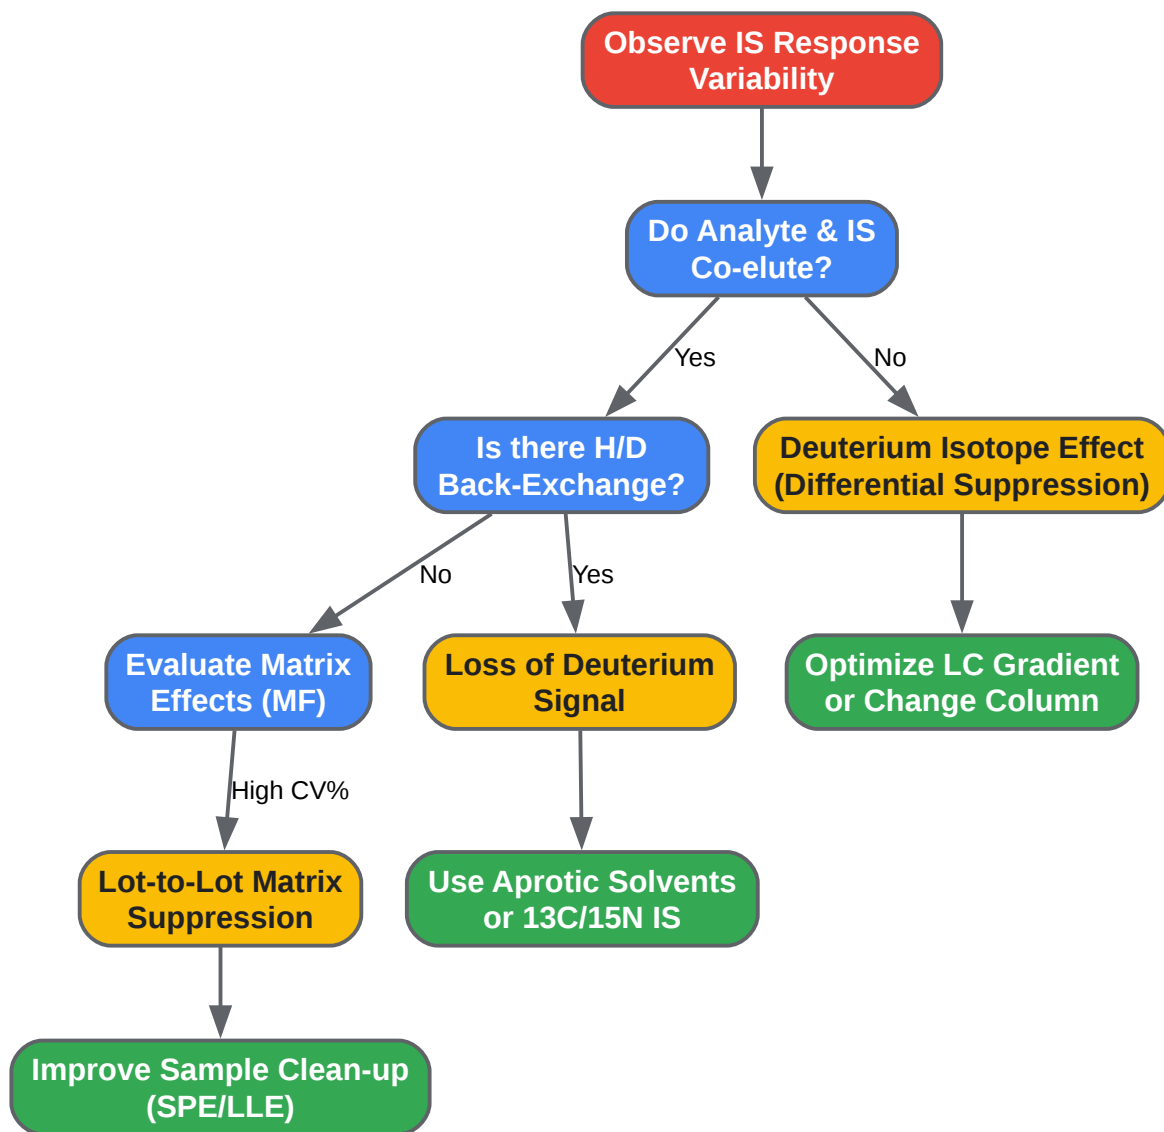 Observe IS Response
Variability
Do Analyte & IS
Co-elute?
Yes
No
Is there H/D
Back-Exchange?
Deuterium Isotope Effect
(Differential Suppression)
No
Yes
Evaluate Matrix
Effects (MF)
Loss of Deuterium
Signal
Optimize LC Gradient
or Change Column
High CV%
Lot-to-Lot Matrix
Suppression
Use Aprotic Solvents
or 13C/15N IS
Improve Sample Clean-up
(SPE/LLE)